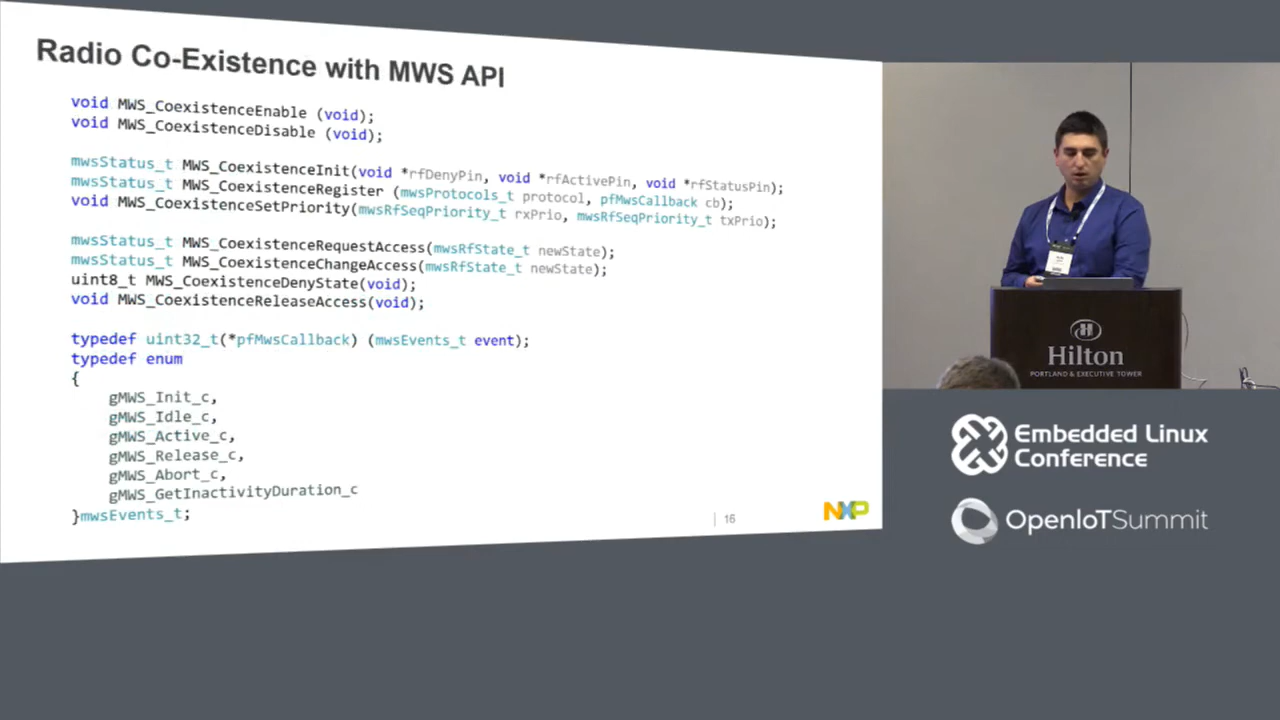 Radio Co-Existence with MWS API
void MWS_CoexistenceEnable (void);
void MWS_CoexistenceDisable (void);
mwsStatus_t MWS_CoexistenceInit(void *rfDenyPin, void *rfActivePin, void *rfStatusPin);
mwsStatus_t MWS_CoexistenceRegister (mwsProtocols_t protocol, pfMwsCallback cb);
void MWS_CoexistenceSetPriority(mwsRfSeqPriority_t rxPrio, mwsRfSeqPriority_t txPrio);
mwsStatus_t MWS_CoexistenceRequestAccess(mwsRfState_t newState);
mwsStatus_t MWS_CoexistenceChangeAccess(mwsRfState_t newState);
uint8_t MWS_CoexistenceDenyState(void);
void MWS_CoexistenceReleaseAccess(void);
typedef uint32_t(*pfMwsCallback) (mwsEvents_t event);
typedef enum
{
gMWS_Init_c,
gMWS_Idle_c,
gMWS_Active_c,
gMWS_Release_c,
gMWS_Abort_c,
gMWS_GetInactivityDuration_c
}mwsEvents_t;
16
NXP
Hilton
PORTLAND & EXECUTIVE TOWER
Embedded Linux
Conference
OpenIoTSummit